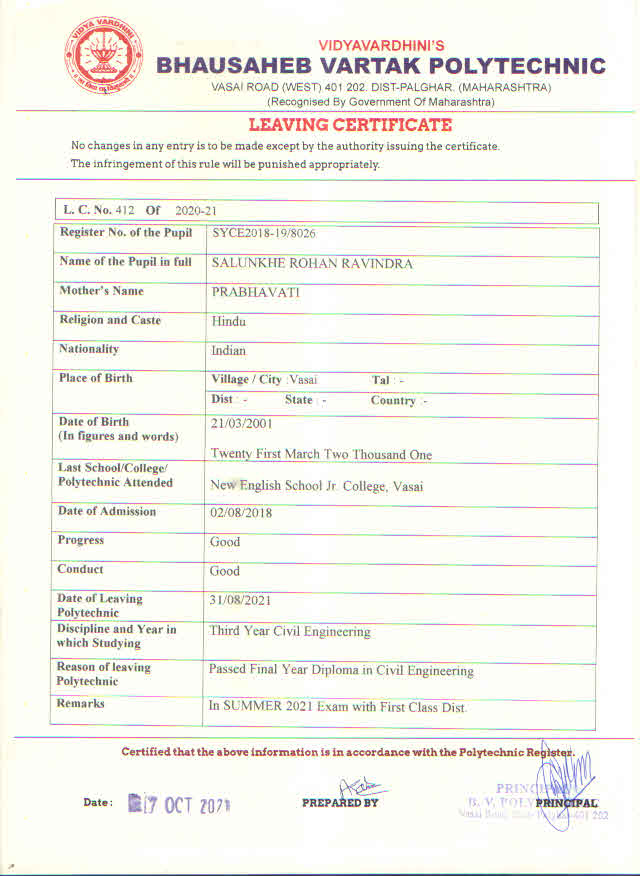 VIDYA VARDHINI
VIDYAVARDHINI'S
BHAUSAHEB VARTAK POLYTECHNIC
VASAI ROAD (WEST) 401 202. DIST-PALGHAR. (MAHARASHTRA)
(Recognised By Government Of Maharashtra)
LEAVING CERTIFICATE
No changes in any entry is to be made except by the authority issuing the certificate.
The infringement of this rule will be punished appropriately.
L. C. No. 412 Of 2020-21
Register No. of the Pupil SYCE2018-19/8026
Name of the Pupil in full SALUNKHE ROHAN RAVINDRA
Mother's Name PRABHAVATI
Religion and Caste Hindu
Nationality Indian
Place of Birth Village / City :Vasai Tal : -
Dist : - State : - Country :-
Date of Birth 21/03/2001
(In figures and words)
Twenty First March Two Thousand One
Last School/College/
Polytechnic Attended New English School Jr. College, Vasai
Date of Admission 02/08/2018
Progress Good
Conduct Good
Date of Leaving 31/08/2021
Polytechnic
Discipline and Year in Third Year Civil Engineering
which Studying
Reason of leaving Passed Final Year Diploma in Civil Engineering
Polytechnic
Remarks In SUMMER 2021 Exam with First Class Dist.
Certified that the above information is in accordance with the Polytechnic Register.
Date: 7 OCT 2021 PREPARED BY PRINCIPAL
B. V. POLY
401 202